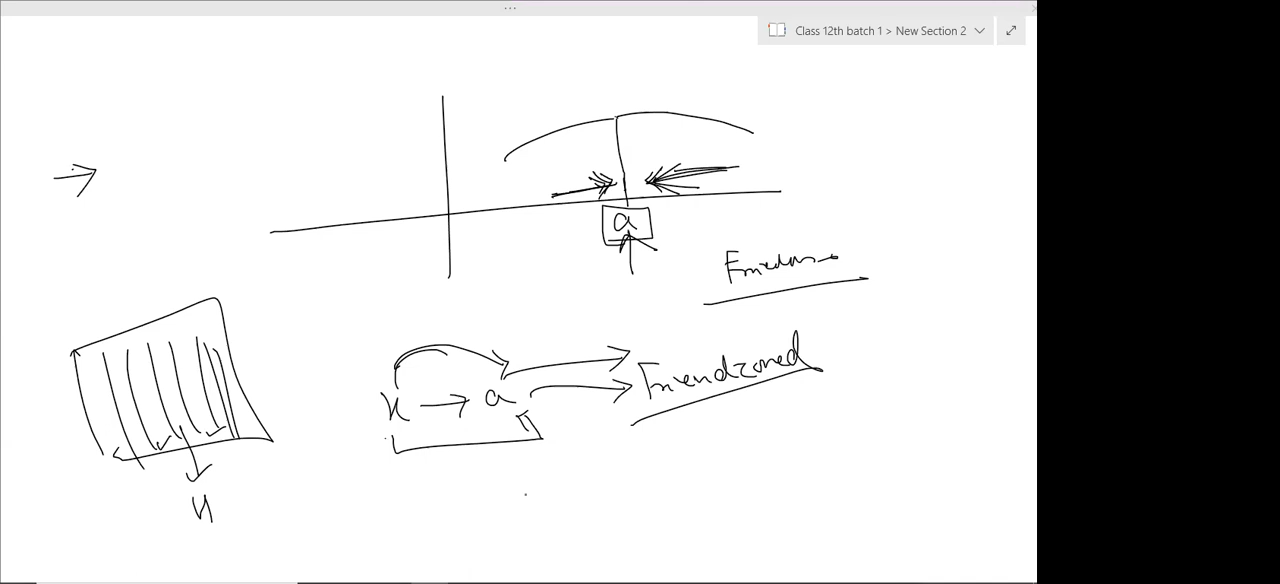 Class 12th batch 1 > New Section 2
a
x → a
Friendzoned
x